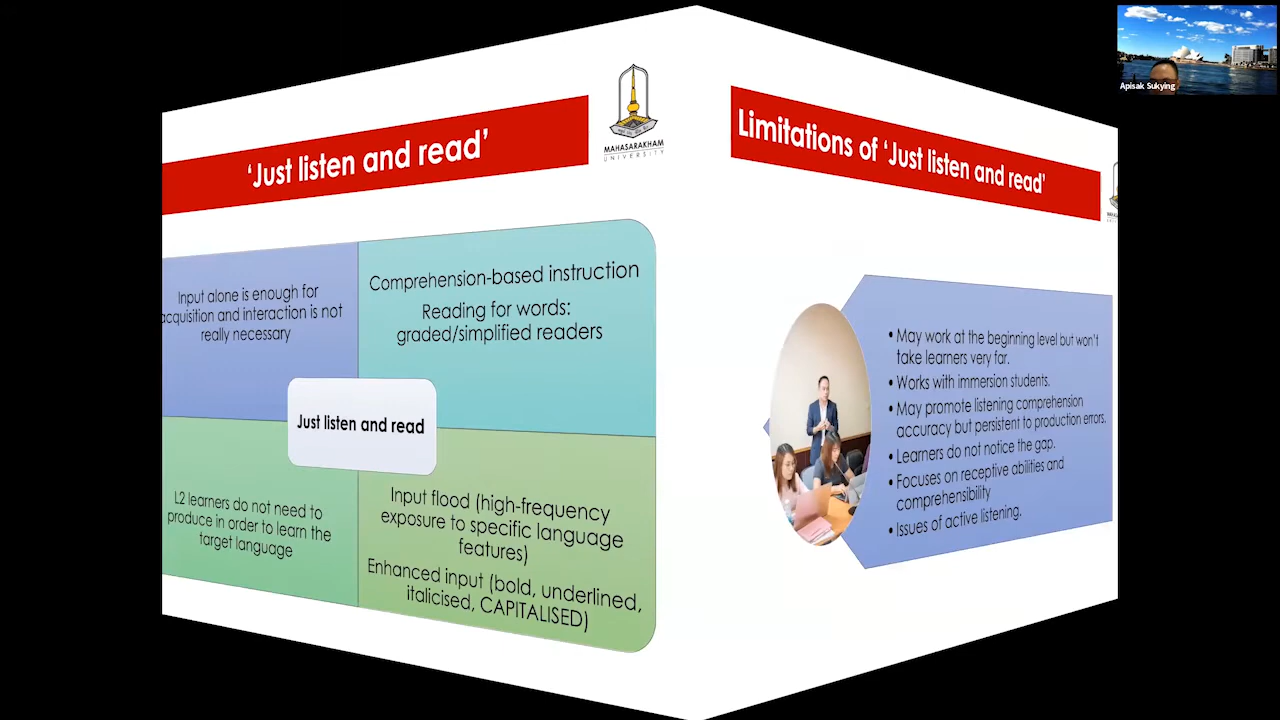 Apisak Sukying
'Just listen and read'
MAHASARAKHAM
UNIVERSITY
Input alone is enough for
acquisition and interaction is not
really necessary
Comprehension-based instruction
Reading for words:
graded/simplified readers
Just listen and read
L2 learners do not need to
produce in order to learn the
target language
Input flood (high-frequency
exposure to specific language
features)
Enhanced input (bold, underlined,
italicised, CAPITALISED)
Limitations of 'Just listen and read'
• May work at the beginning level but won't
take learners very far.
• Works with immersion students.
• May promote listening comprehension
accuracy but persistent to production errors.
• Learners do not notice the gap.
• Focuses on receptive abilities and
comprehensibility
• Issues of active listening.